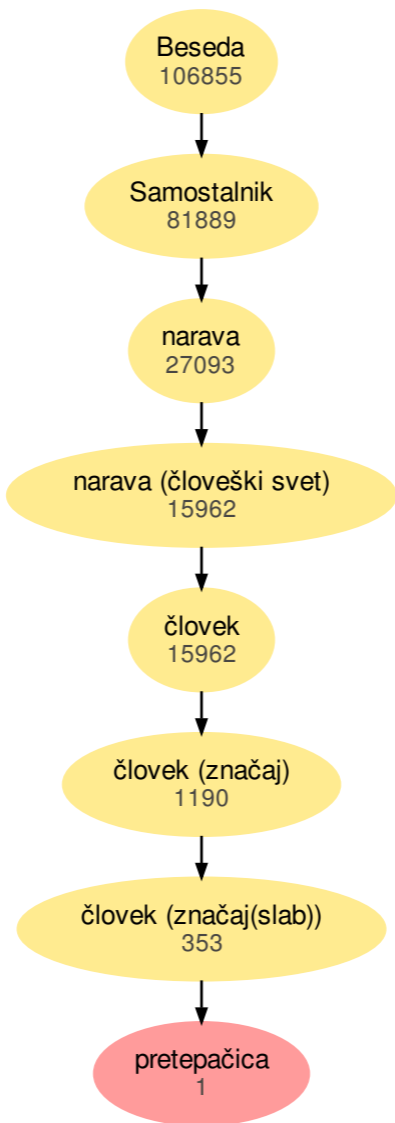 Beseda
106855
Samostalnik
81889
narava
27093
narava (človeški svet)
15962
človek
15962
človek (značaj)
1190
človek (značaj(slab))
353
pretepačica
1